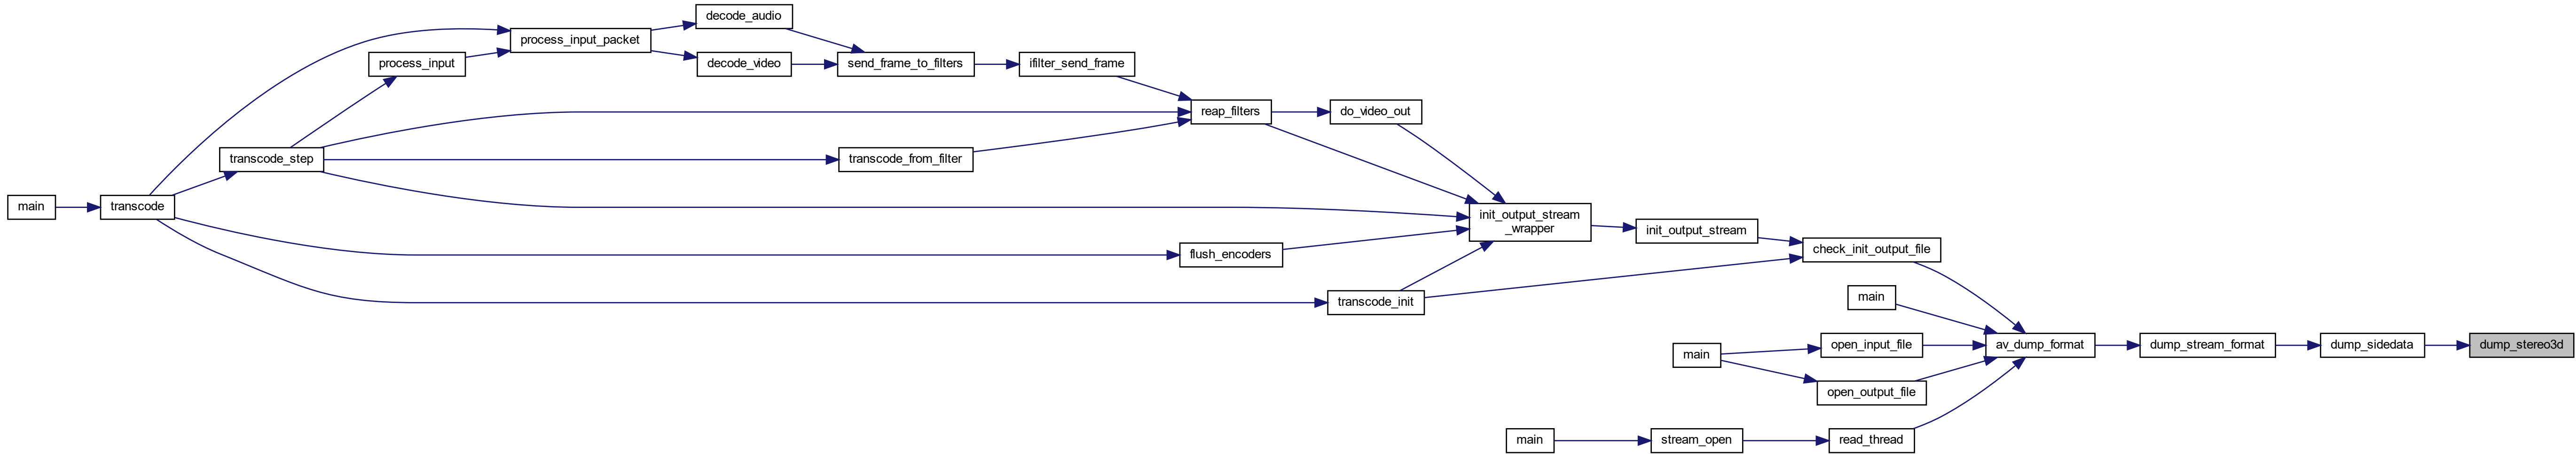 decode_audio
process_input_packet
process_input
decode_video
send_frame_to_filters
ifilter_send_frame
reap_filters
do_video_out
transcode_step
transcode_from_filter
main
transcode
init_output_stream
_wrapper
init_output_stream
flush_encoders
check_init_output_file
transcode_init
main
main
open_input_file
av_dump_format
dump_stream_format
dump_sidedata
dump_stereo3d
open_output_file
main
stream_open
read_thread